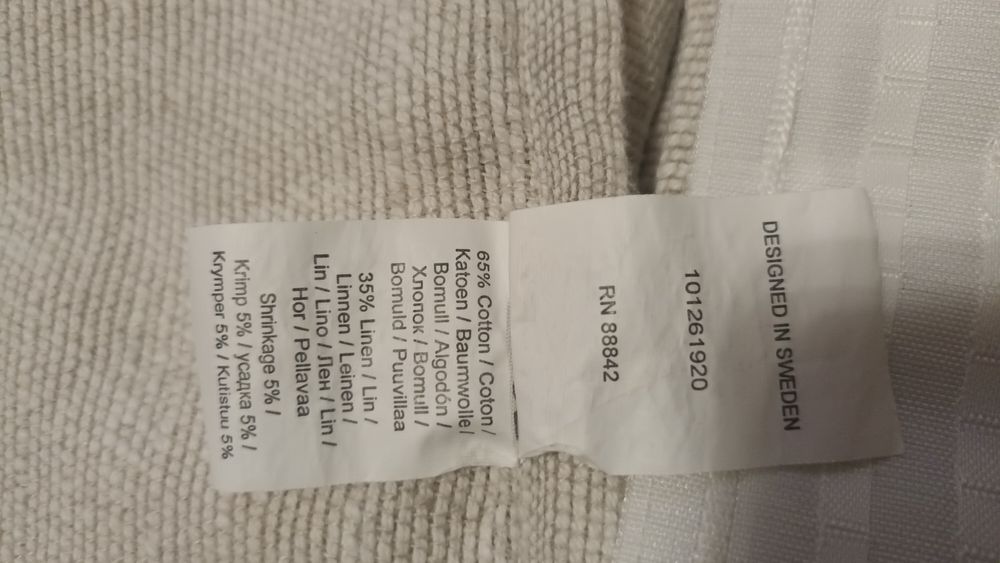 DESIGNED IN SWEDEN
101261920
RN 88842
65% Cotton / Coton /
Katoen / Baumwolle/
Bomull / Algodón /
Хлопок / Bomull /
Bomuld / Puuvillaa
35% Linen / Lin /
Linnen / Leinen /
Lin / Lino / Лен / Lin /
Hor / Pellavaa
Shrinkage 5% /
Krimp 5% / усадка 5% /
Krymper 5% / Kutistuu 5%